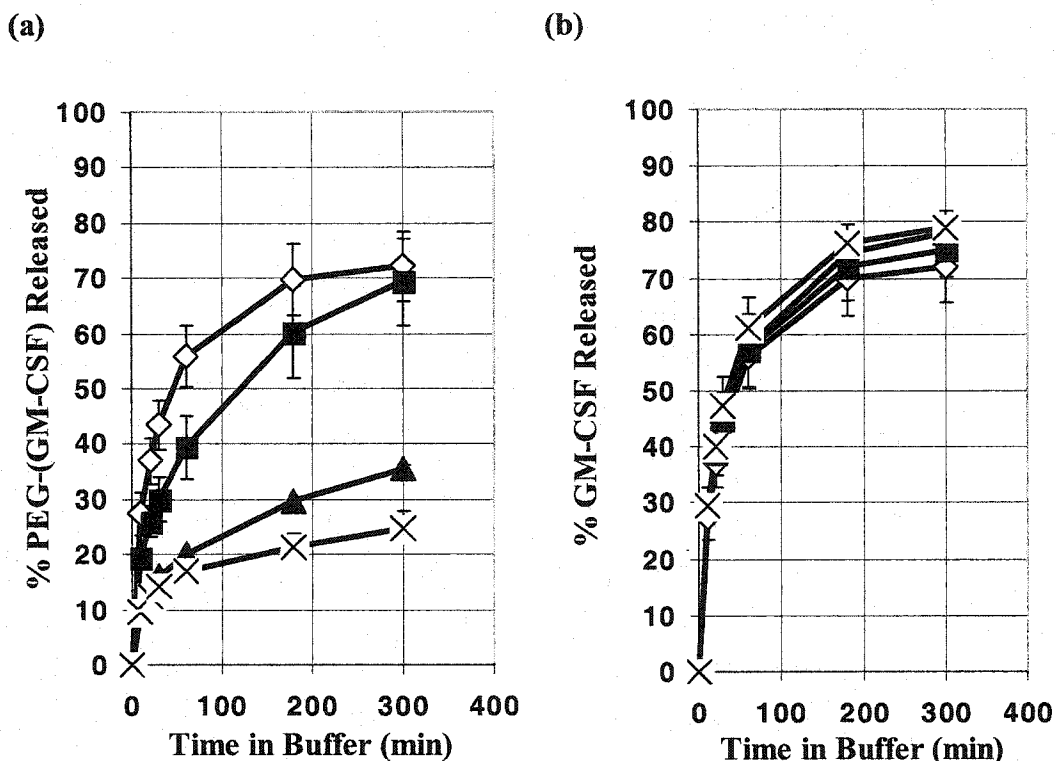 (a)
% PEG-(GM-CSF) Released
100
90
80
70
60
50
40
30
20
10
0
0 100 200 300 400
Time in Buffer (min)
(b)
% GM-CSF Released
100
90
80
70
60
50
40
30
20
10
0
0 100 200 300 400
Time in Buffer (min)